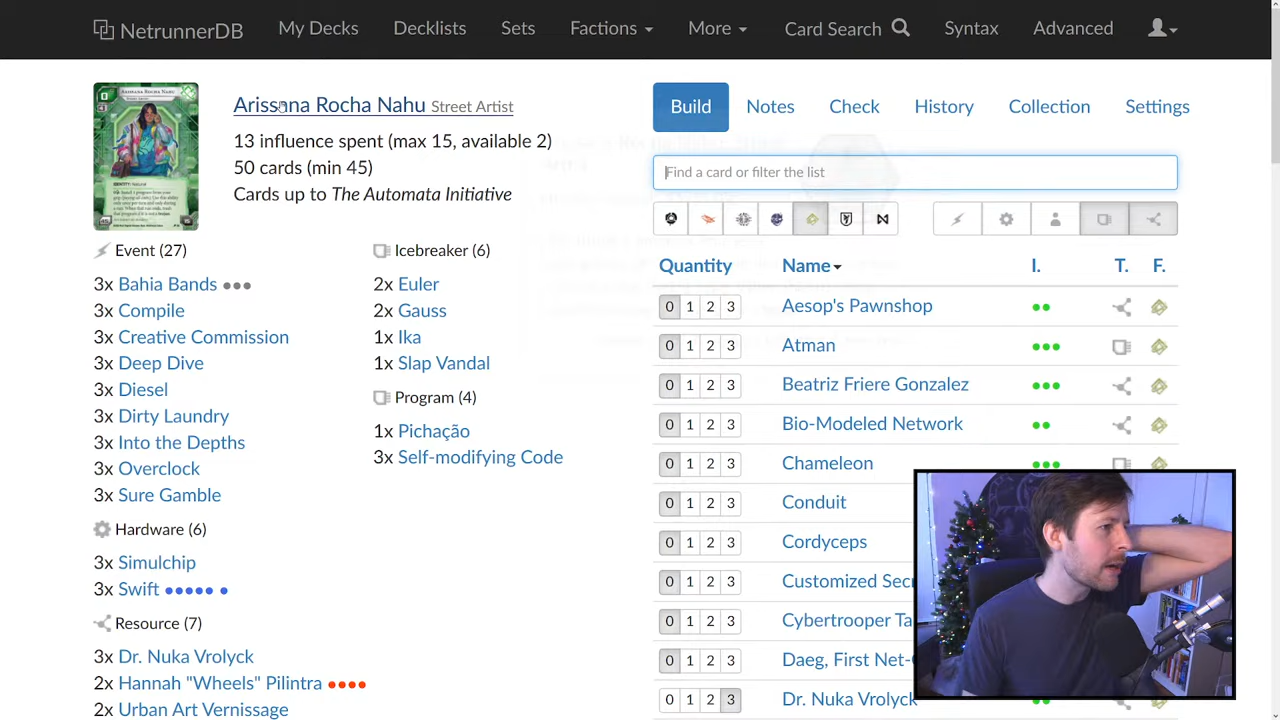 NetrunnerDB My Decks Decklists Sets Factions More Card Search Syntax Advanced
Arissana Rocha Nahu Street Artist
13 influence spent (max 15, available 2)
50 cards (min 45)
Cards up to The Automata Initiative
Event (27)
3x Bahia Bands
3x Compile
3x Creative Commission
3x Deep Dive
3x Diesel
3x Dirty Laundry
3x Into the Depths
3x Overclock
3x Sure Gamble
Hardware (6)
3x Simulchip
3x Swift
Resource (7)
3x Dr. Nuka Vrolyck
2x Hannah "Wheels" Pilintra
2x Urban Art Vernissage
Icebreaker (6)
2x Euler
2x Gauss
1x Ika
1x Slap Vandal
Program (4)
1x Pichação
3x Self-modifying Code
Build Notes Check History Collection Settings
Find a card or filter the list
Quantity Name I. T. F.
0 1 2 3 Aesop's Pawnshop
0 1 2 3 Atman
0 1 2 3 Beatriz Friere Gonzalez
0 1 2 3 Bio-Modeled Network
0 1 2 3 Chameleon
0 1 2 3 Conduit
0 1 2 3 Cordyceps
0 1 2 3 Customized Sec
0 1 2 3 Cybertrooper Ta
0 1 2 3 Daeg, First Net-
0 1 2 3 Dr. Nuka Vrolyck